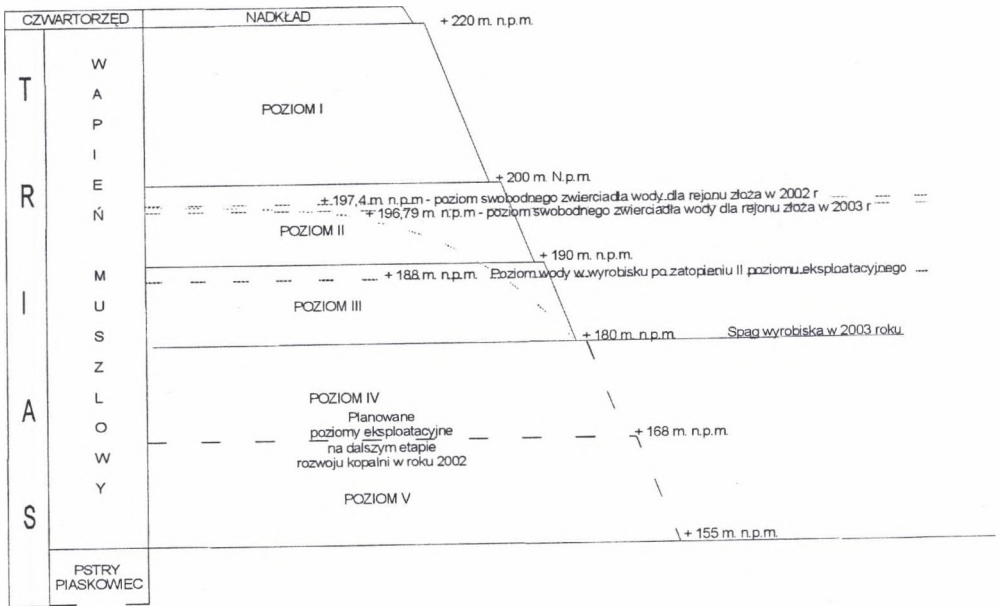 CZWARTORZĘD NADKŁAD
+ 220 m. n.p.m.
TRIAS
WAPIEŃ MUSZLOWY
POZIOM I
+ 200 m. N.p.m.
+ 197,4 m. n.p.m - poziom swobodnego zwierciadła wody dla rejonu złoża w 2002 r
+ 196,79 m. n.p.m - poziom swobodnego zwierciadła wody dla rejonu złoża w 2003 r
POZIOM II
+ 190 m. n.p.m.
+ 188 m. n.p.m. Poziom wody w wyrobisku po zatopieniu II poziomu eksploatacyjnego
POZIOM III
+ 180 m. n.p.m. Spąg wyrobiska w 2003 roku
POZIOM IV
Planowane
poziomy eksploatacyjne
na dalszym etapie
rozwoju kopalni w roku 2002
+ 168 m. n.p.m.
POZIOM V
+ 155 m. n.p.m.
PSTRY
PIASKOWIEC